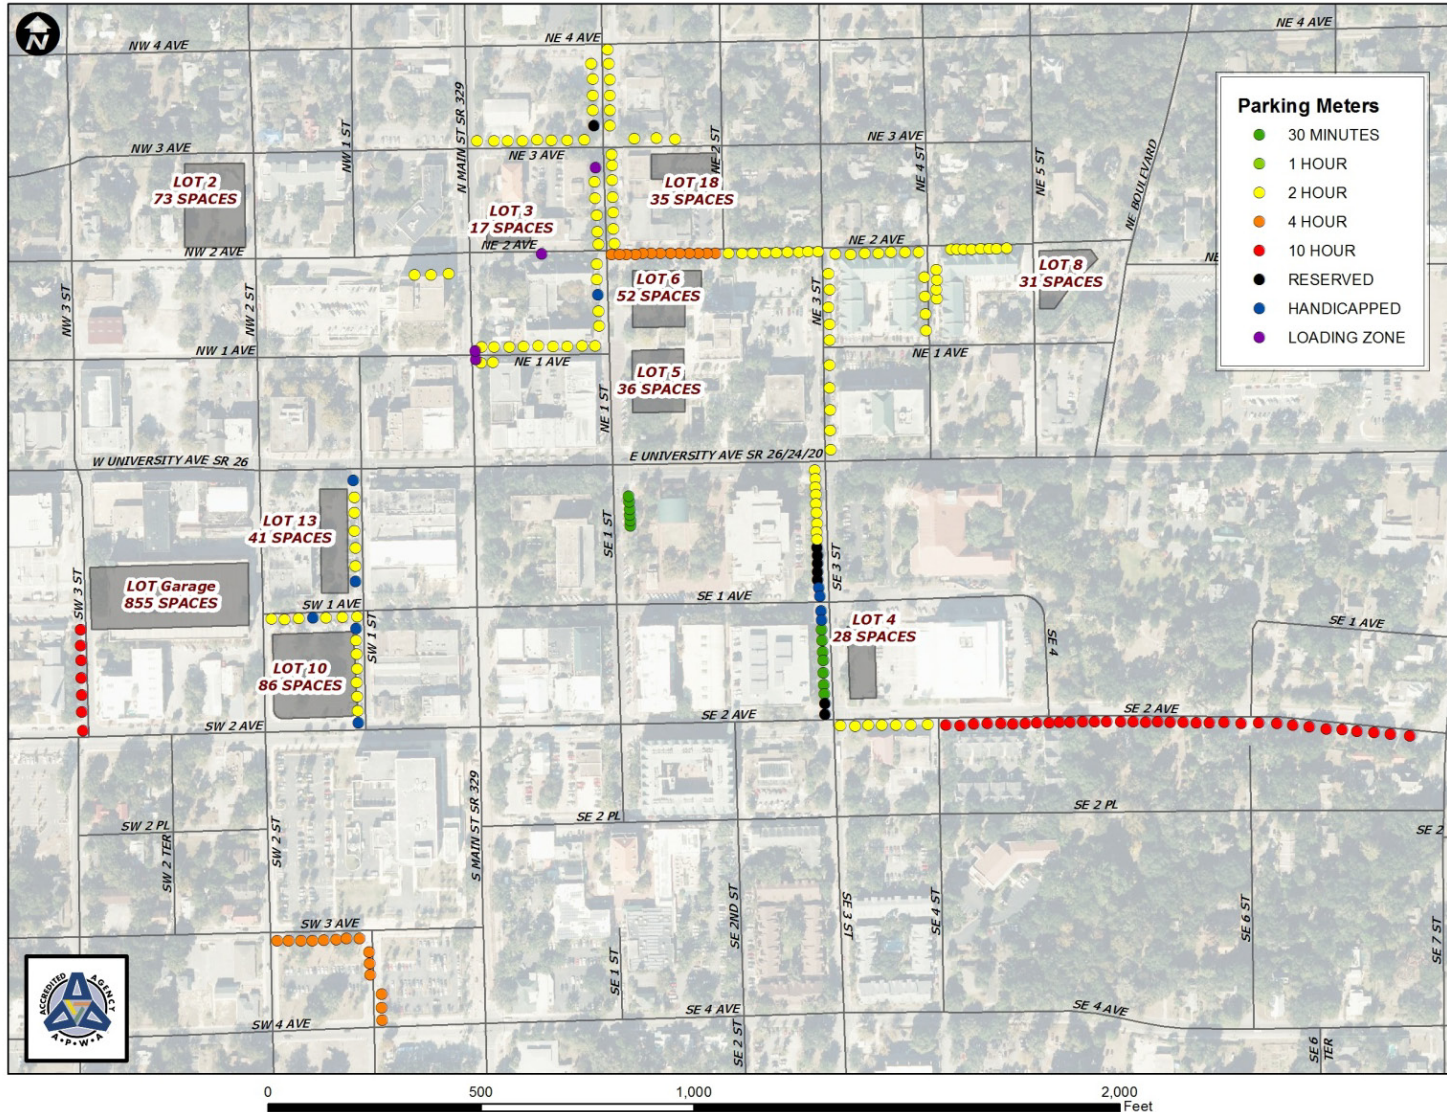 N
NE 4 AVE
NW 4 AVE
NE 4 AVE
Parking Meters
30 MINUTES
1 HOUR
2 HOUR
4 HOUR
10 HOUR
RESERVED
HANDICAPPED
LOADING ZONE
NW 1 ST
N MAIN ST SR 329
NW 3 AVE
NE 3 AVE
NE 3 AVE
NE 2 ST
NE 4 ST
NE 5 ST
NE BOULEVARD
LOT 2
73 SPACES
LOT 18
35 SPACES
LOT 3
17 SPACES
NW 2 AVE
NE 2 AVE
NE 2 AVE
NE
LOT 8
31 SPACES
LOT 6
52 SPACES
NW 3 ST
NW 2 ST
NE 3 ST
NW 1 AVE
NE 1 AVE
NE 1 AVE
LOT 5
36 SPACES
NE 1 ST
W UNIVERSITY AVE SR 26
E UNIVERSITY AVE SR 26/24/20
LOT 13
41 SPACES
SE 1 ST
SE 3 ST
LOT Garage
855 SPACES
SW 3 ST
SW 1 AVE
SW 1 ST
SE 1 AVE
LOT 4
28 SPACES
SE 4
SE 1 AVE
LOT 10
86 SPACES
SW 2 AVE
SE 2 AVE
SE 2 AVE
SW 2 PL
SW 2 TER
SW 2 ST
S MAIN ST SR 329
SE 2 PL
SE 2 PL
SE 2
SW 3 AVE
SE 1 ST
SE 2ND ST
SE 3 ST
SE 4 ST
SE 6 ST
SE 7 ST
SW 4 AVE
SE 4 AVE
SE 4 AVE
SE 2 ST
SE 6
TER
ACCREDITED AGENCY
A•P•W•A
0
500
1,000
2,000
Feet